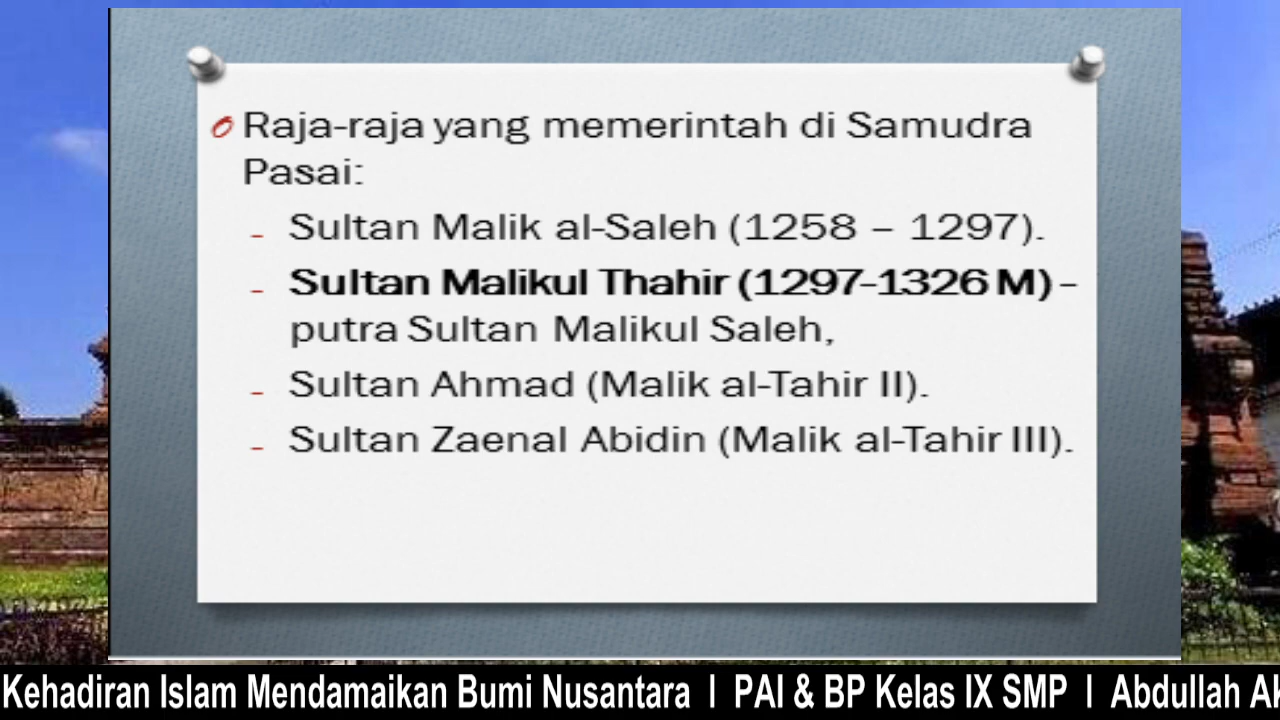 Raja-raja yang memerintah di Samudra
Pasai:
- Sultan Malik al-Saleh (1258 – 1297).
- Sultan Malikul Thahir (1297-1326 M) –
putra Sultan Malikul Saleh,
- Sultan Ahmad (Malik al-Tahir II).
- Sultan Zaenal Abidin (Malik al-Tahir III).
Kehadiran Islam Mendamaikan Bumi Nusantara | PAI & BP Kelas IX SMP | Abdullah